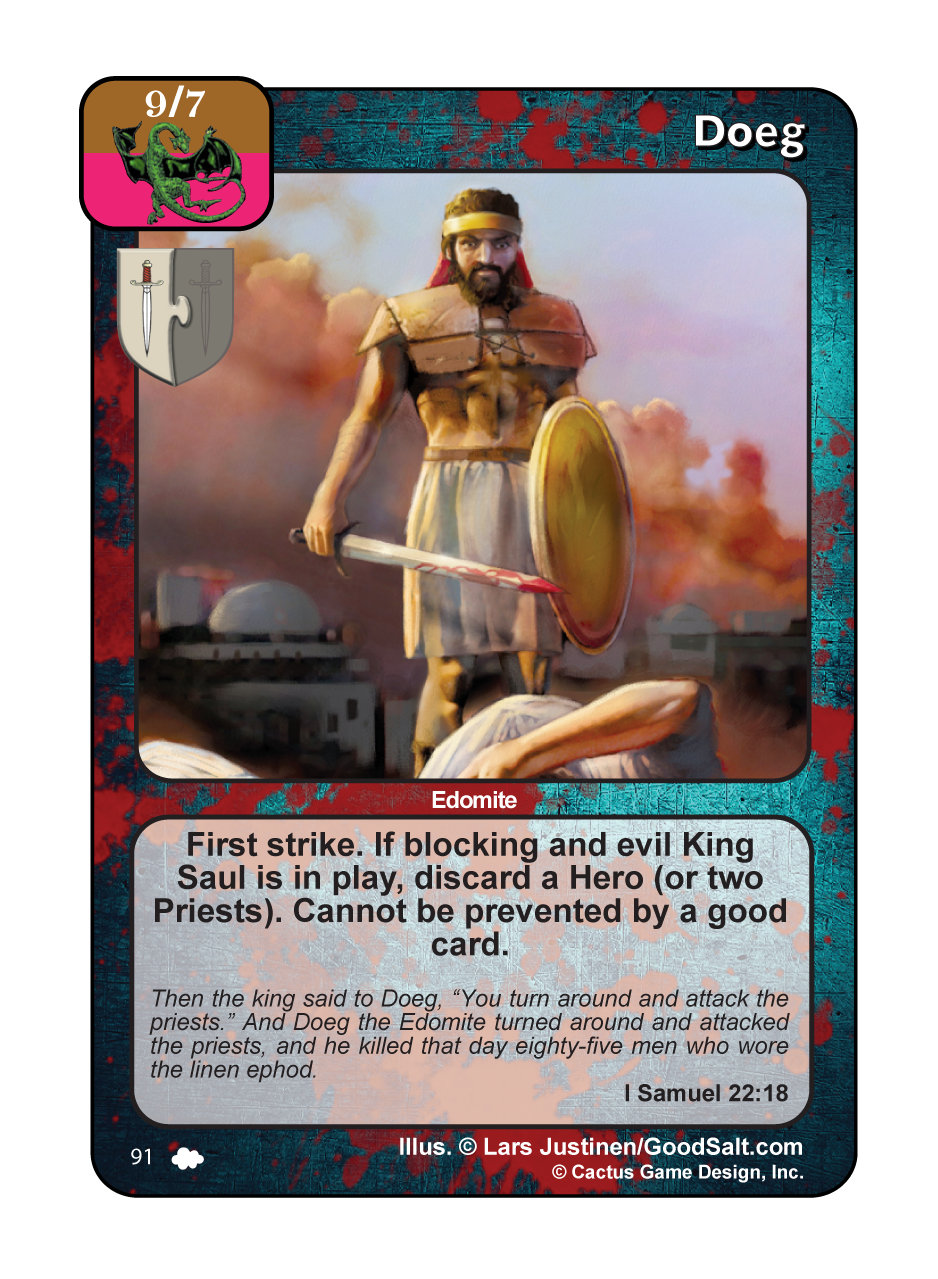 9/7
Doeg
Edomite
First strike. If blocking and evil King
Saul is in play, discard a Hero (or two
Priests). Cannot be prevented by a good
card.
Then the king said to Doeg, “You turn around and attack the
priests.” And Doeg the Edomite turned around and attacked
the priests, and he killed that day eighty-five men who wore
the linen ephod.
I Samuel 22:18
91
Illus. © Lars Justinen/GoodSalt.com
© Cactus Game Design, Inc.